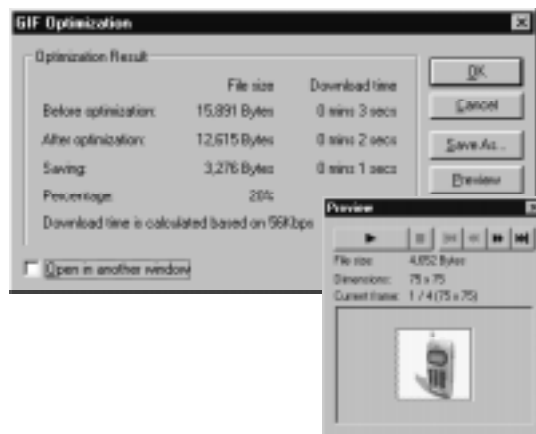 GIF Optimization
Optimization Result
File size Download time
Before optimization: 15,891 Bytes 0 mins 3 secs
After optimization: 12,615 Bytes 0 mins 2 secs
Saving: 3,276 Bytes 0 mins 1 secs
Percentage: 20%
Download time is calculated based on 56Kbps
Open in another window
OK
Cancel
Save As...
Preview
Preview
File size: 4,652 Bytes
Dimensions: 75 x 75
Current frame: 1 / 4 (75 x 75)